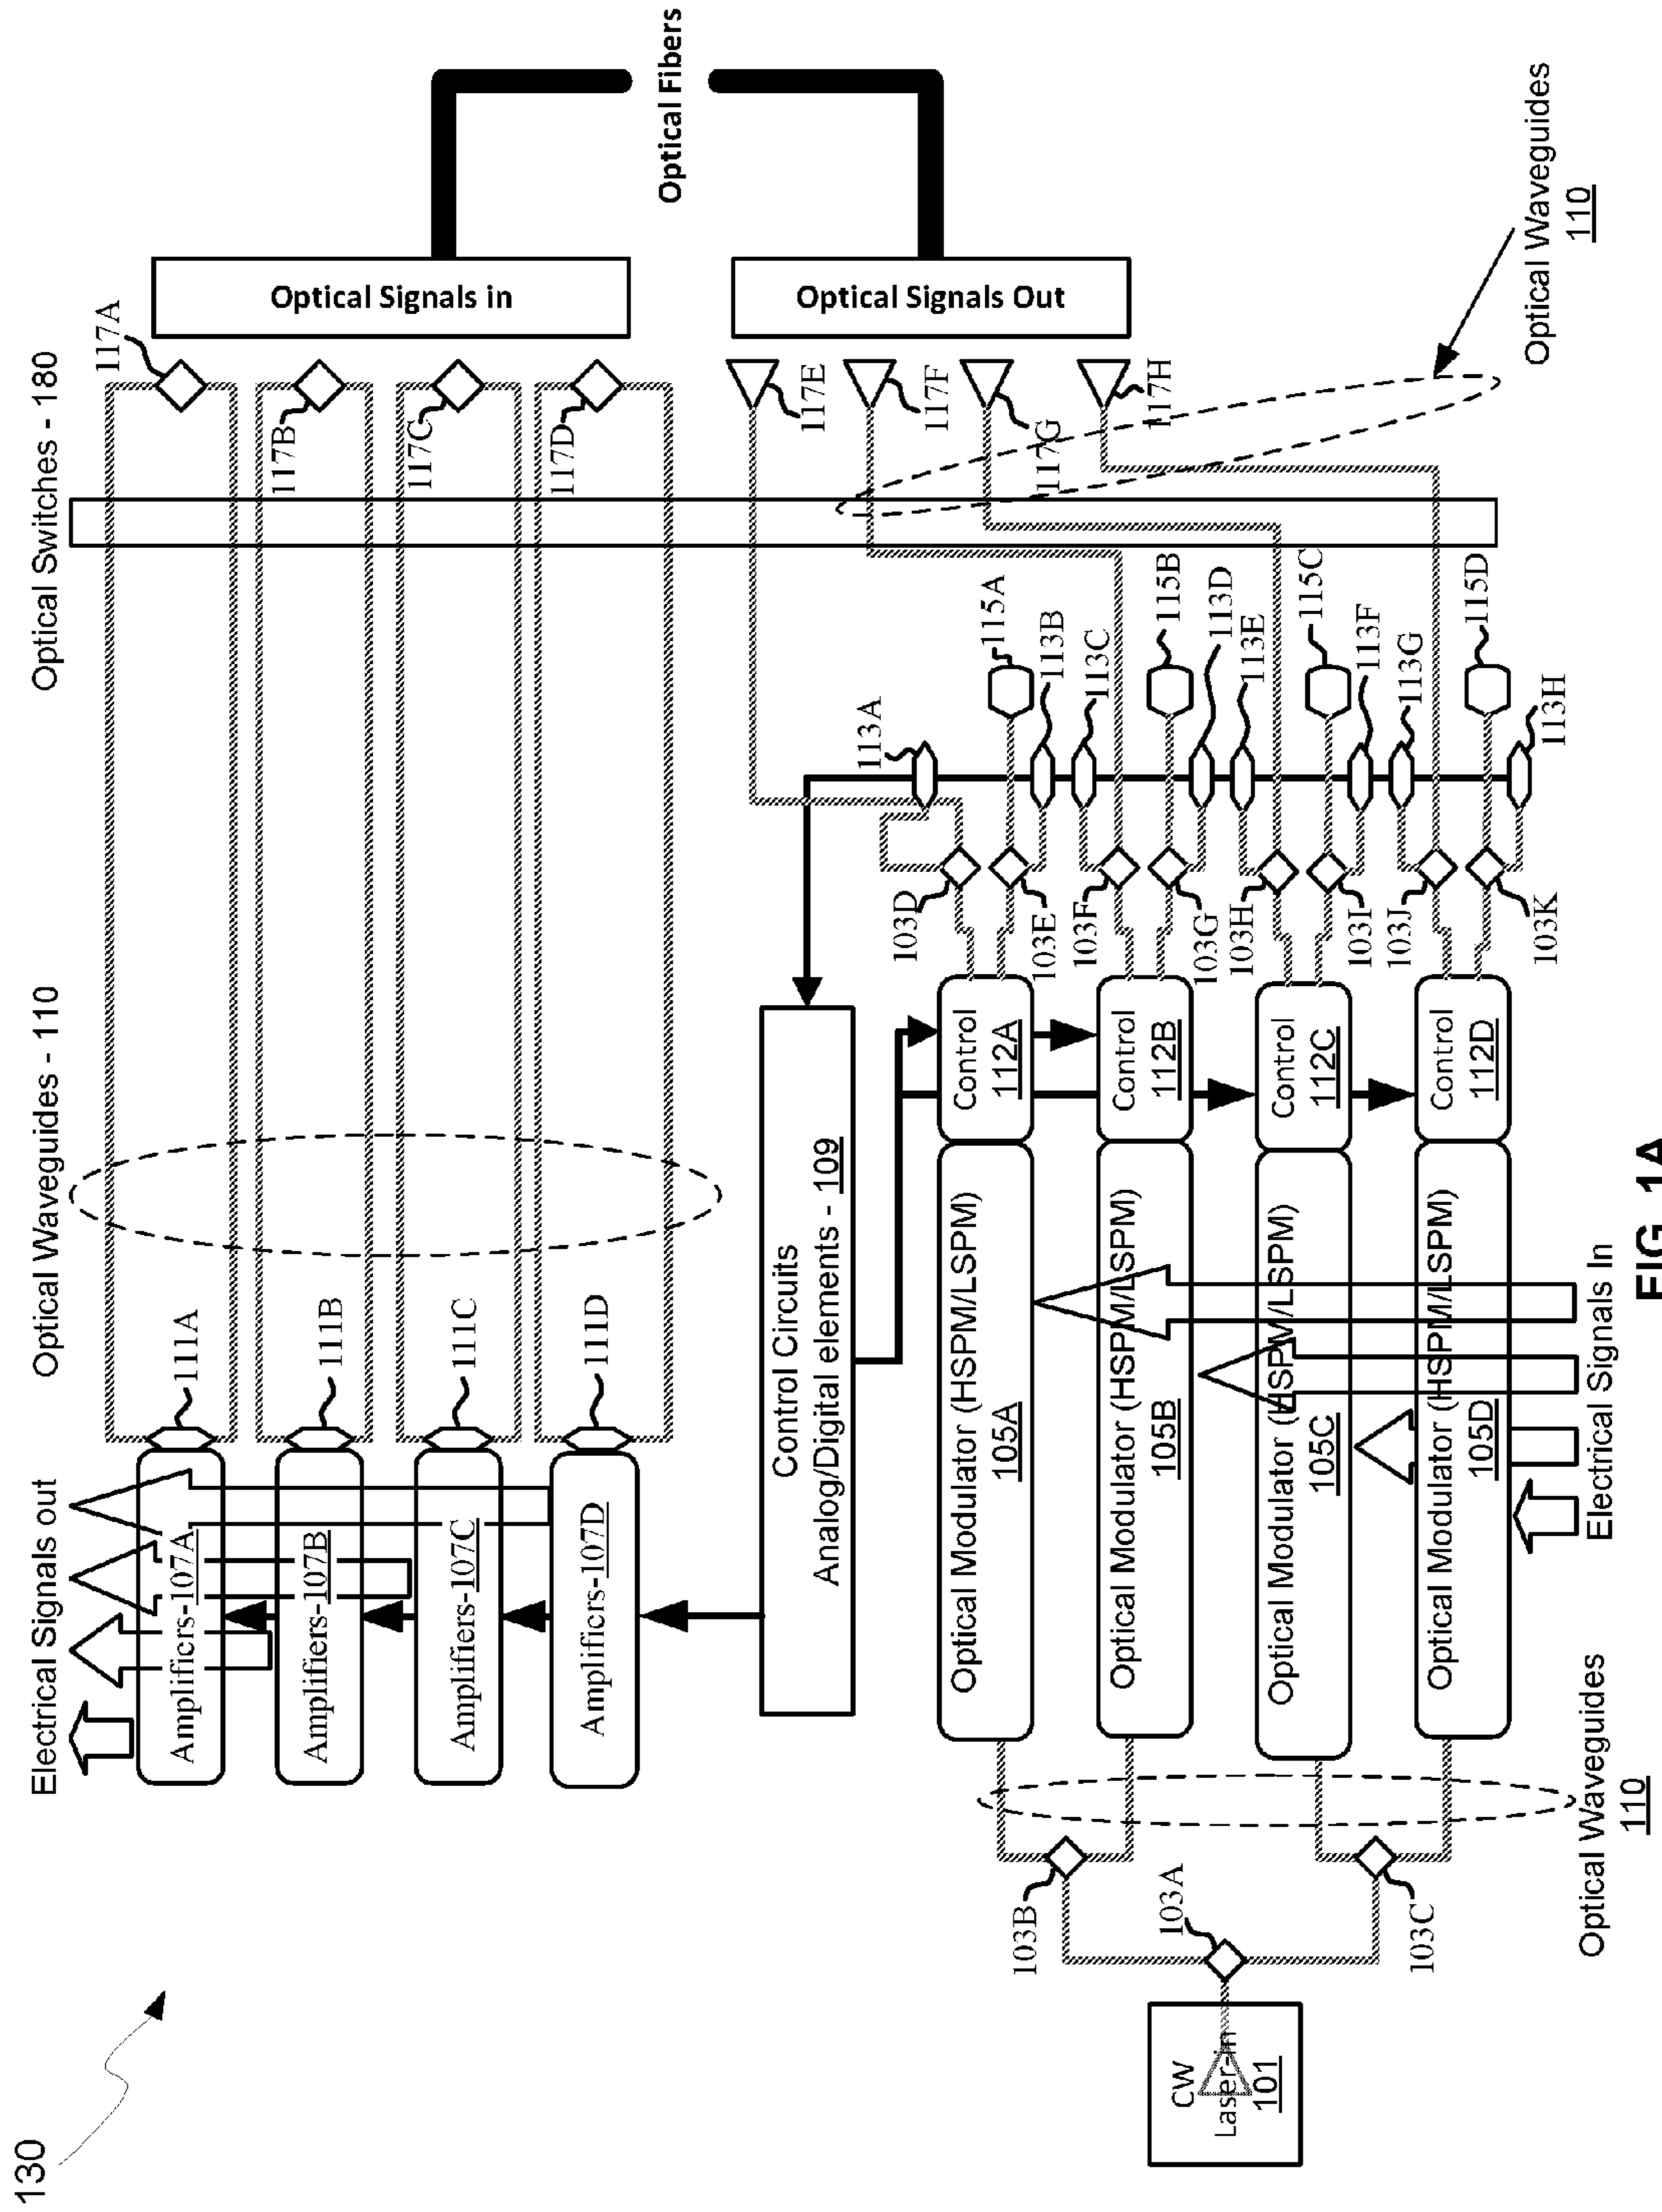 130
Electrical Signals out
Optical Waveguides - 110
Optical Switches - 180
Amplifiers-107A
Amplifiers-107B
Amplifiers-107C
Amplifiers-107D
111A
111B
111C
111D
117A
117B
117C
117D
Optical Signals in
Optical Fibers
Optical Signals Out
117E
117F
117G
117H
Control Circuits
Analog/Digital elements - 109
113A
115A
113B
113C
115B
113D
113E
115C
113F
113G
115D
113H
103D
103E
103F
103G
103H
103I
103J
103K
Optical Modulator (HSPM/LSPM)
105A
Control
112A
Optical Modulator (HSPM/LSPM)
105B
Control
112B
Optical Modulator (HSPM/LSPM)
105C
Control
112C
Optical Modulator (HSPM/LSPM)
105D
Control
112D
CW
Laser-in
101
103A
103B
103C
Optical Waveguides
110
Electrical Signals In
Optical Waveguides
110
FIG. 1A